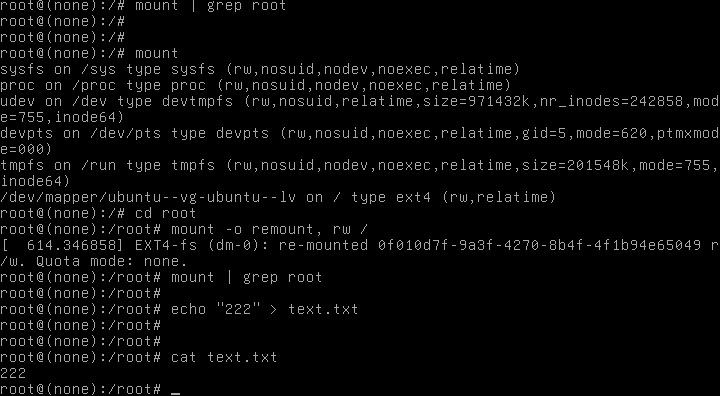 root@(none):/# mount | grep root
root@(none):/#
root@(none):/#
root@(none):/# mount
sysfs on /sys type sysfs (rw,nosuid,nodev,noexec,relatime)
proc on /proc type proc (rw,nosuid,nodev,noexec,relatime)
udev on /dev type devtmpfs (rw,nosuid,relatime,size=971432k,nr_inodes=242858,mod
e=755,inode64)
devpts on /dev/pts type devpts (rw,nosuid,noexec,relatime,gid=5,mode=620,ptmxmod
e=000)
tmpfs on /run type tmpfs (rw,nosuid,nodev,noexec,relatime,size=201548k,mode=755,
inode64)
/dev/mapper/ubuntu--vg-ubuntu--lv on / type ext4 (rw,relatime)
root@(none):/# cd root
root@(none):/root# mount -o remount, rw /
[  614.346858] EXT4-fs (dm-0): re-mounted 0f010d7f-9a3f-4270-8b4f-4f1b94e65049 r
/w. Quota mode: none.
root@(none):/root# mount | grep root
root@(none):/root#
root@(none):/root# echo "222" > text.txt
root@(none):/root#
root@(none):/root#
root@(none):/root# cat text.txt
222
root@(none):/root# _